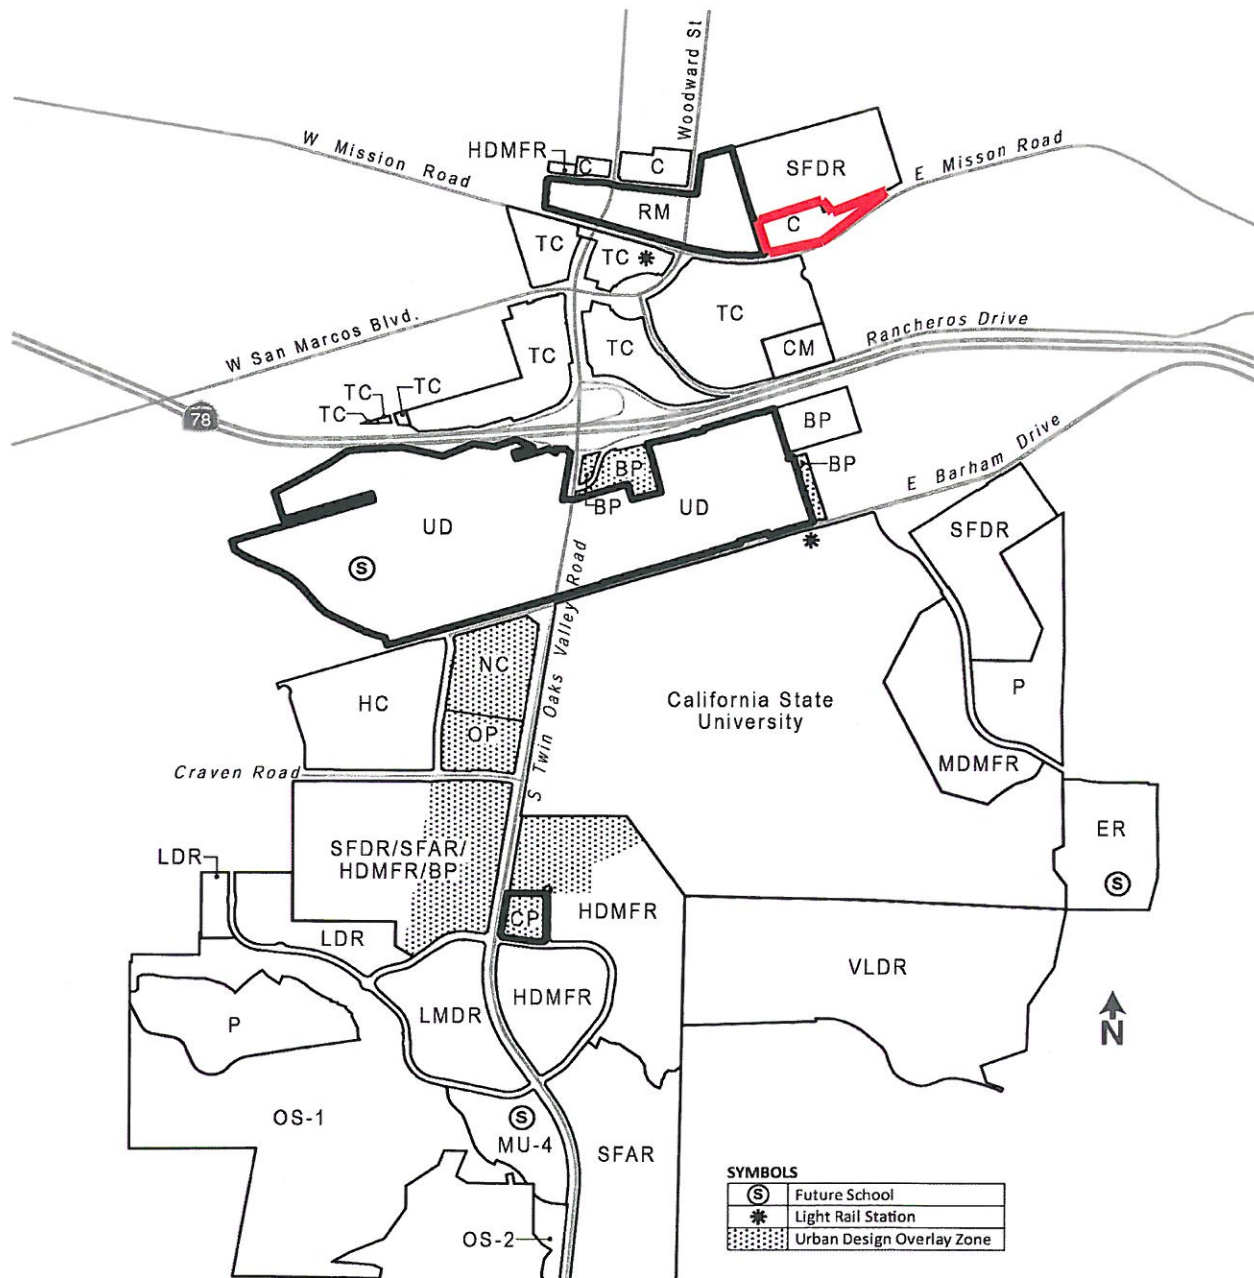 Woodward St
W Mission
Road
HDMFR
C
C
SFDR
E Misson Road
RM
C
TC
TC
TC
W San Marcos Blvd.
TC
TC
CM
Rancheros Drive
TC
TC
TC
78
BP
BP
BP
BP
E Barham Drive
UD
UD
S
SFDR
S Twin Oaks Valley Road
NC
HC
OP
P
California State
University
Craven Road
MDMFR
ER
S
LDR
SFDR/SFAR/
HDMFR/BP
CP
HDMFR
LDR
VLDR
HDMFR
LMDR
P
N
OS-1
S
MU-4
SFAR
OS-2
SYMBOLS
S Future School
Light Rail Station
Urban Design Overlay Zone